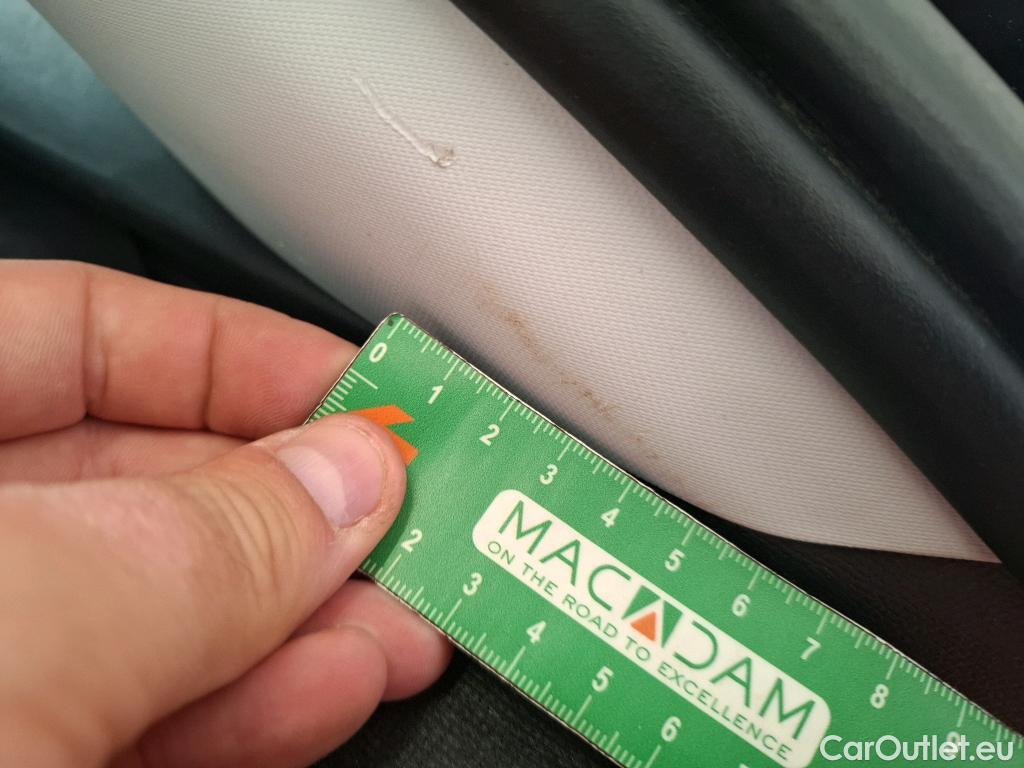 0 1 2 3 4 5 6 7 8 9
2 3 4 5 6
MACADAM
ON THE ROAD TO EXCELLENCE
CarOutlet.eu